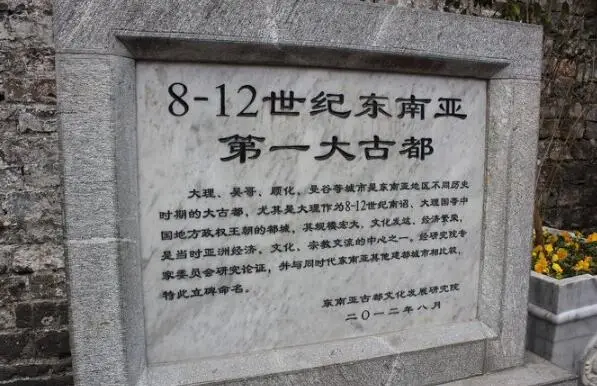 8-12世纪东南亚
第一大古都
大理、吴哥、顺化、曼谷等城市是东南亚地区不同历史
时期的大古都，尤其是大理作为8-12世纪南诏、大理国等中
国地方政权王朝的都城，其规模宏大，文化发达，经济繁荣，
是当时亚洲经济、文化、宗教交流的中心之一。经研究院专
家委员会研究论证，并与同时代东南亚其他建都城市相比较，
特此立碑命名。
东南亚古都文化发展研究院
二〇一二年八月